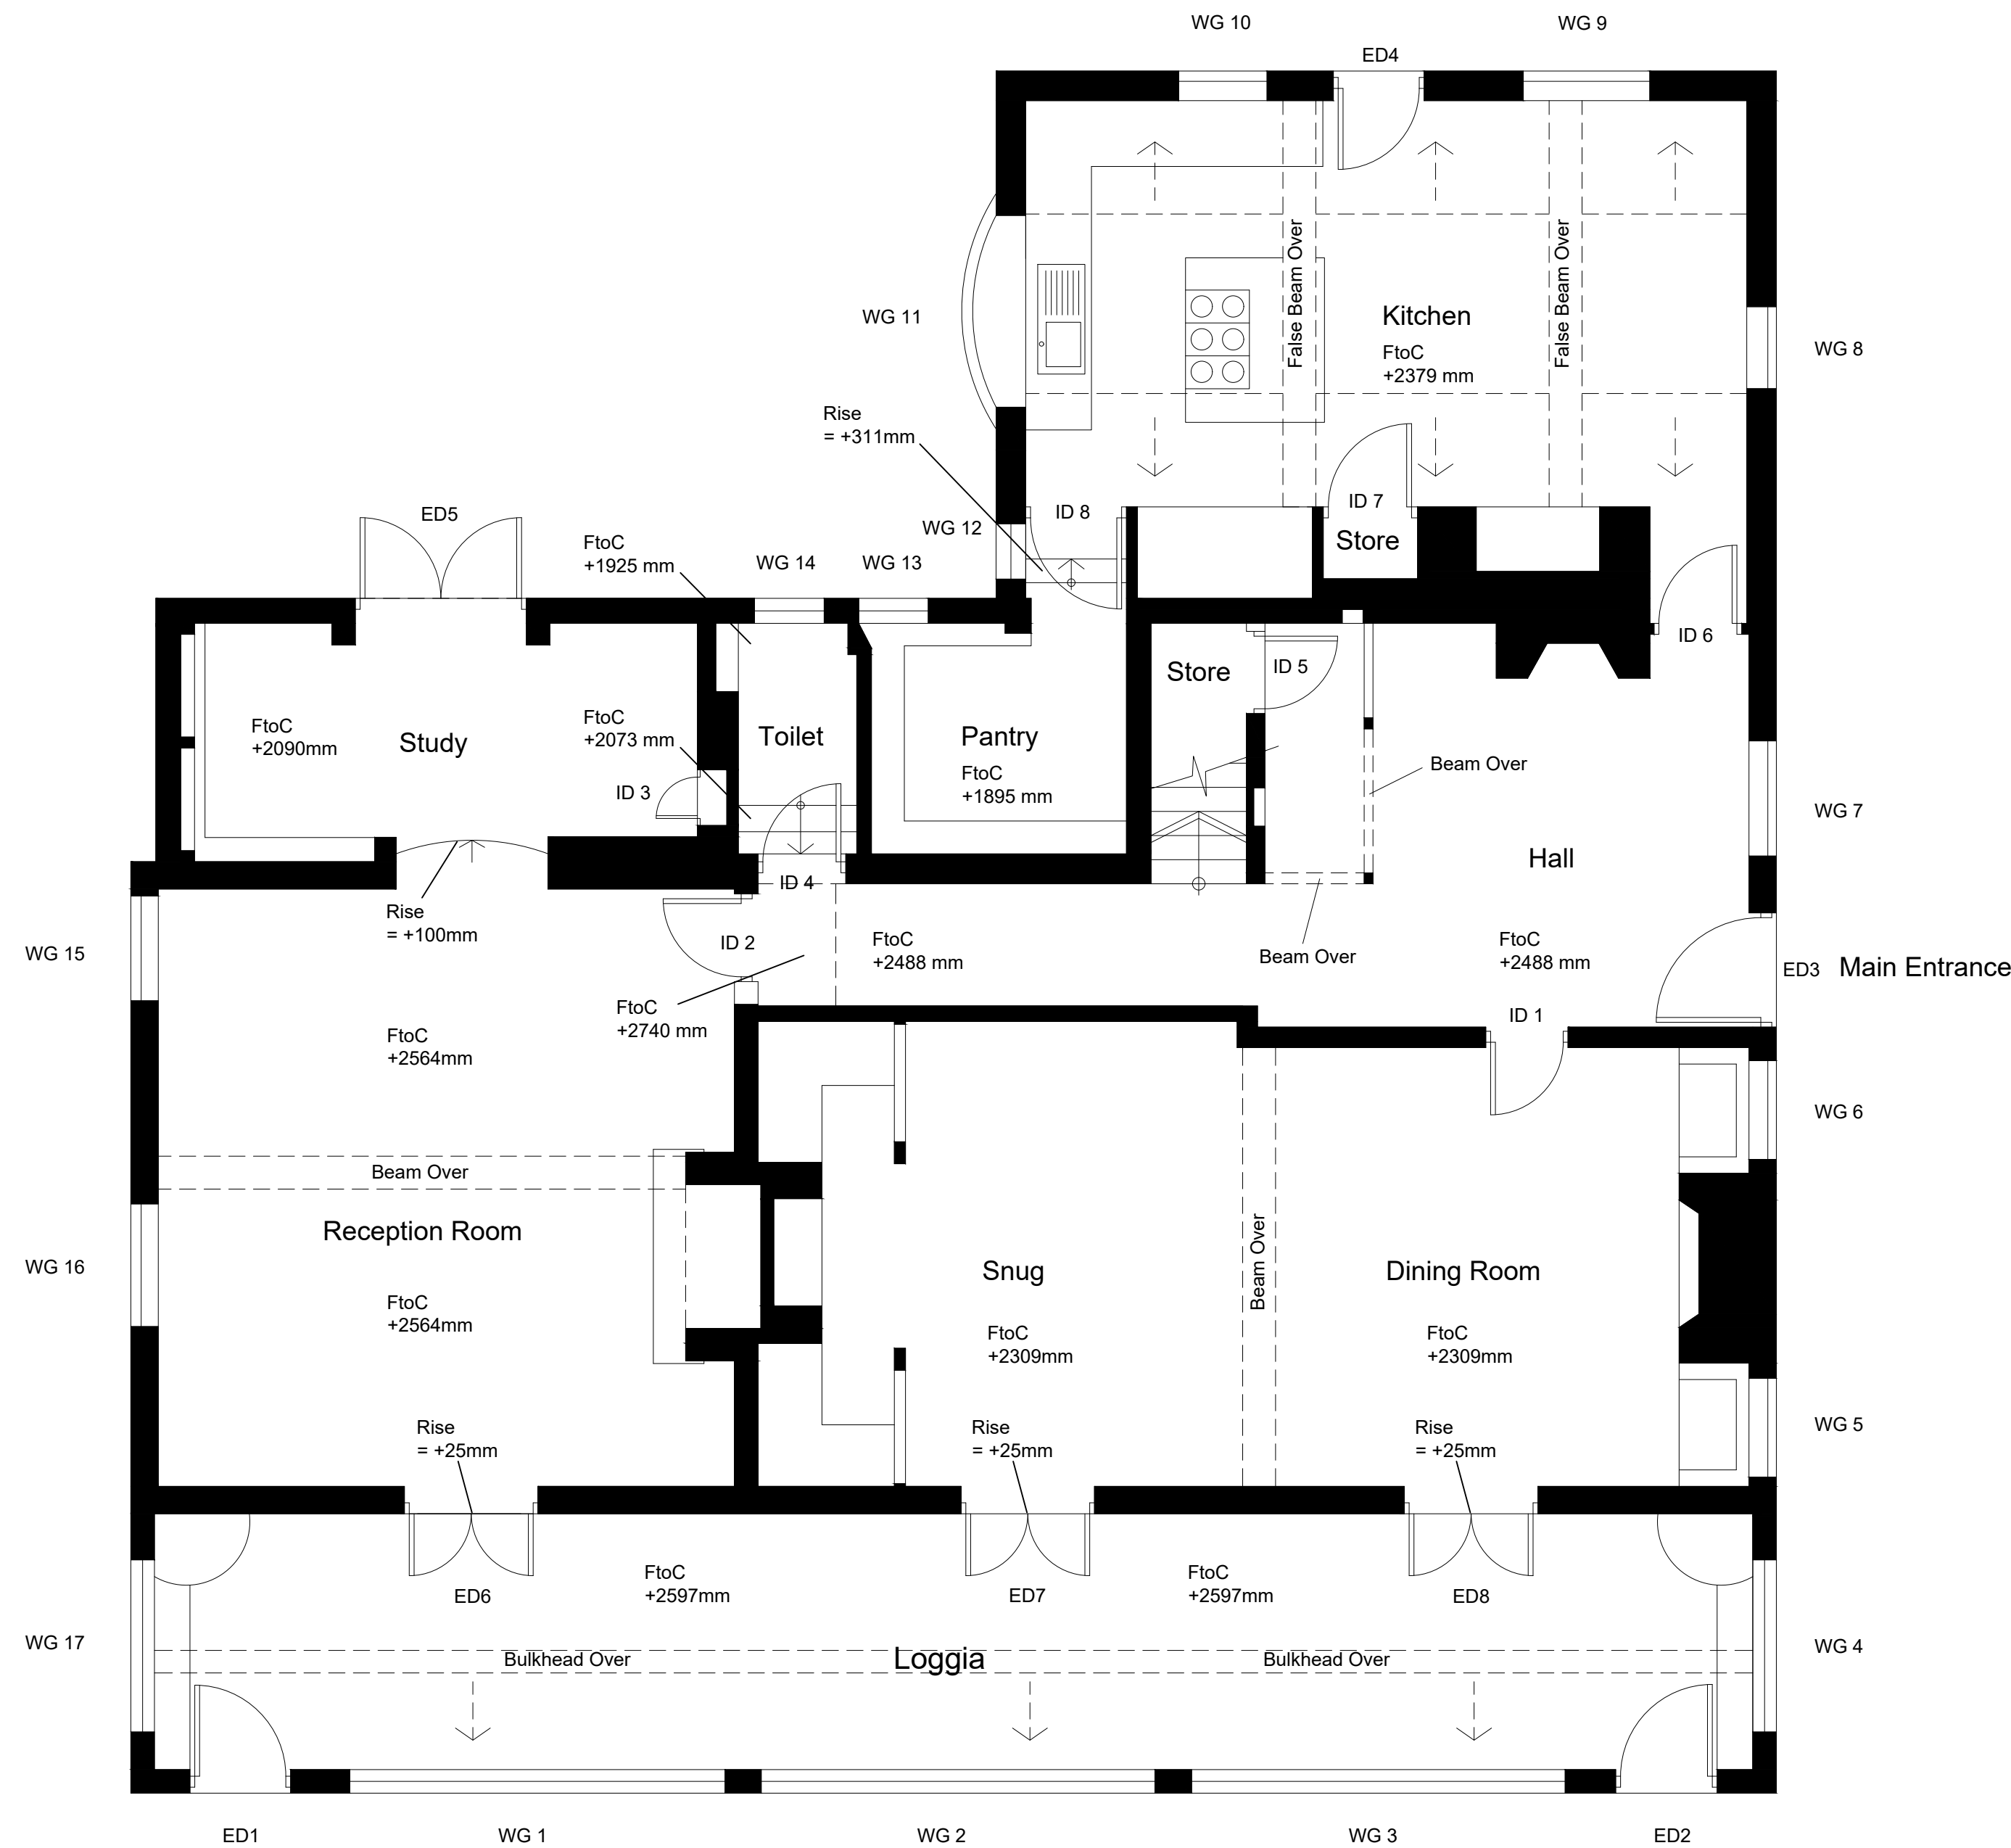 WG 10
WG 9
ED4
False Beam Over
False Beam Over
WG 11
Kitchen
FtoC
+2379 mm
WG 8
Rise
= +311mm
ID 7
Store
ID 8
WG 12
ED5
FtoC
+1925 mm
WG 14
WG 13
ID 6
Store
ID 5
FtoC
+2090mm
Study
FtoC
+2073 mm
Toilet
Pantry
FtoC
+1895 mm
Beam Over
ID 3
WG 7
Hall
ID 4
Rise
= +100mm
ID 2
FtoC
+2488 mm
Beam Over
FtoC
+2488 mm
ED3
Main Entrance
WG 15
FtoC
+2740 mm
ID 1
FtoC
+2564mm
WG 6
Beam Over
Reception Room
WG 16
Snug
Beam Over
Dining Room
FtoC
+2564mm
FtoC
+2309mm
FtoC
+2309mm
Rise
= +25mm
Rise
= +25mm
Rise
= +25mm
WG 5
ED6
FtoC
+2597mm
ED7
FtoC
+2597mm
ED8
WG 17
Bulkhead Over
Loggia
Bulkhead Over
WG 4
ED1
WG 1
WG 2
WG 3
ED2